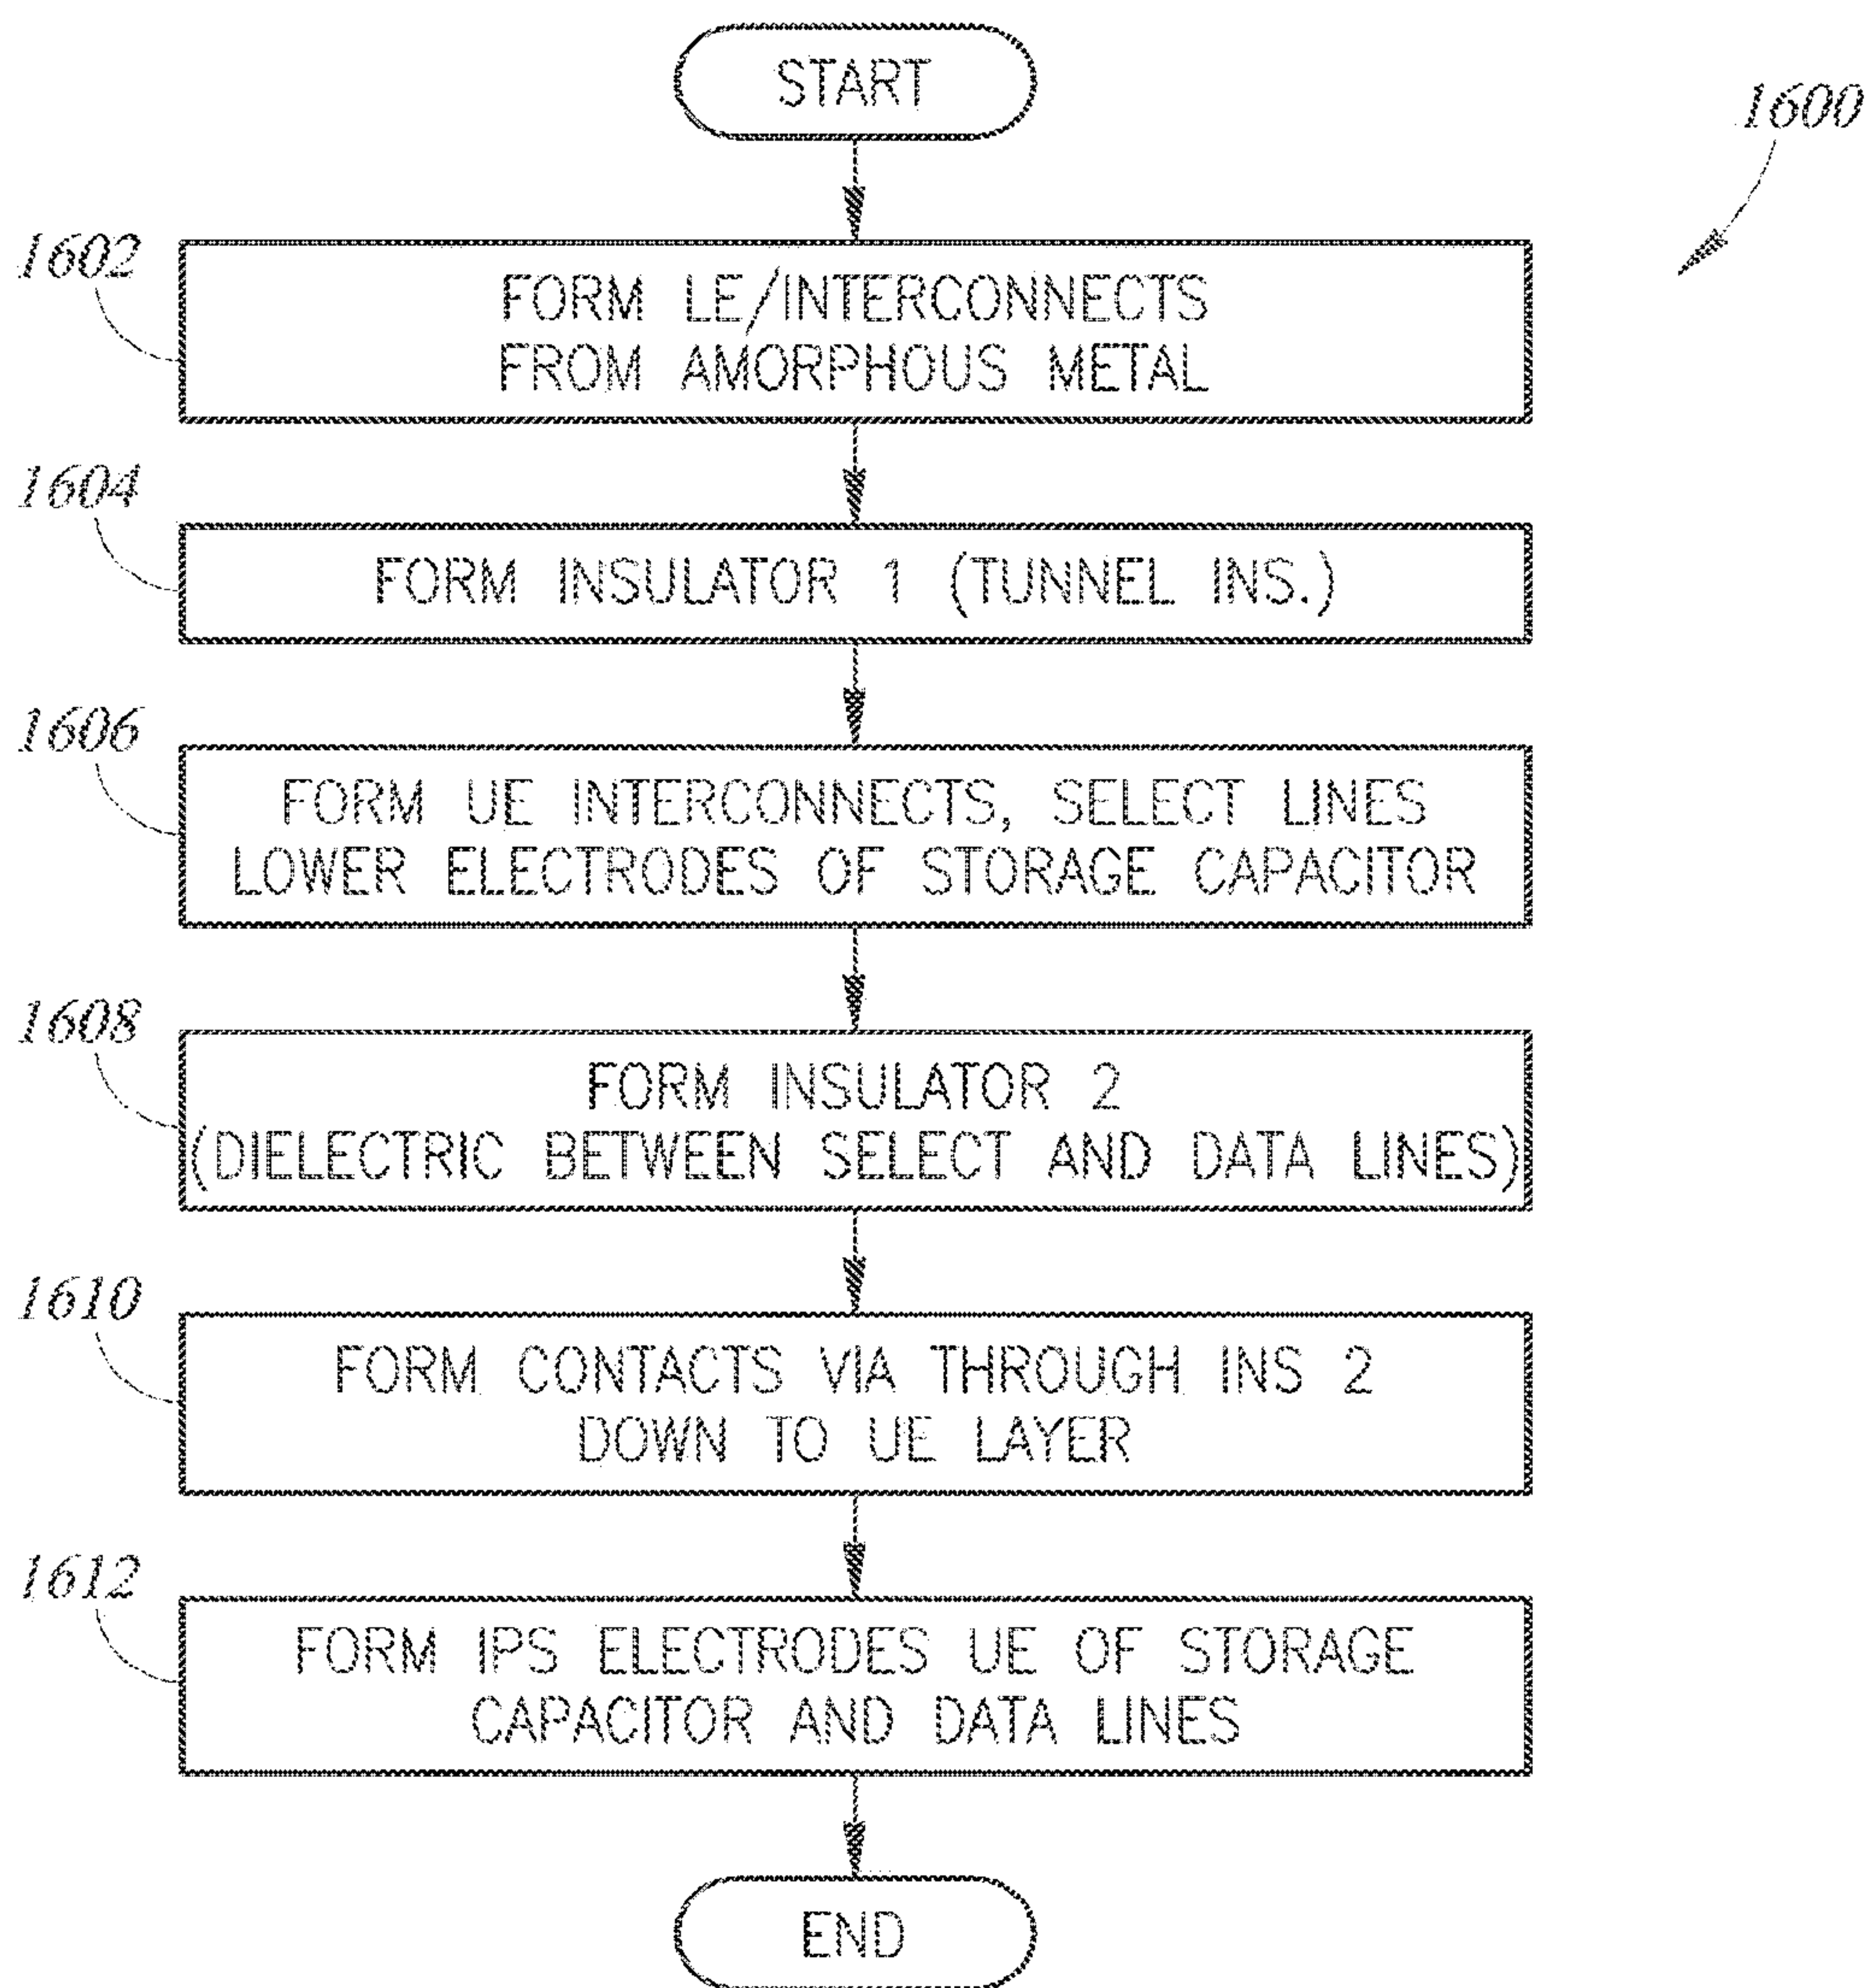 START
1600
1602
FORM LE/INTERCONNECTS
FROM AMORPHOUS METAL
1604
FORM INSULATOR 1 (TUNNEL INS.)
1606
FORM UE INTERCONNECTS, SELECT LINES
LOWER ELECTRODES OF STORAGE CAPACITOR
1608
FORM INSULATOR 2
(DIELECTRIC BETWEEN SELECT AND DATA LINES)
1610
FORM CONTACTS VIA THROUGH INS 2
DOWN TO UE LAYER
1612
FORM IPS ELECTRODES UE OF STORAGE
CAPACITOR AND DATA LINES
END